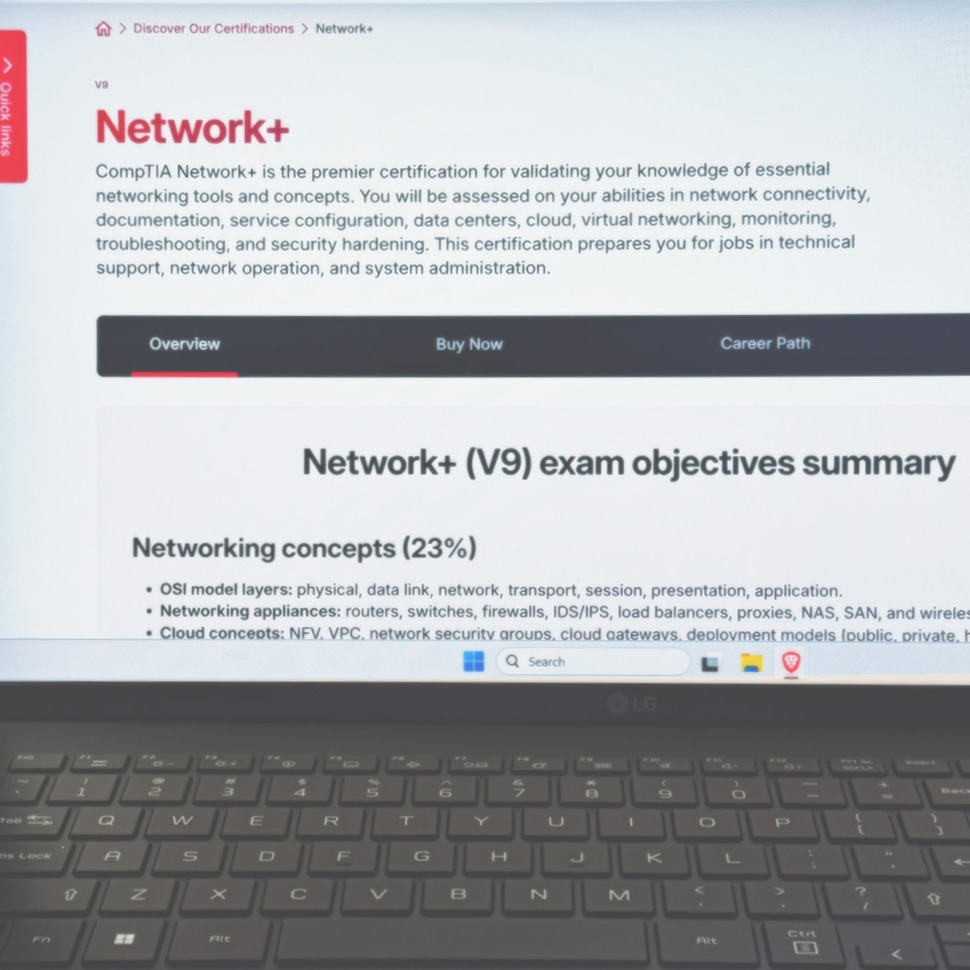 Discover Our Certifications > Network+
Quick links
V9
Network+
CompTIA Network+ is the premier certification for validating your knowledge of essential
networking tools and concepts. You will be assessed on your abilities in network connectivity,
documentation, service configuration, data centers, cloud, virtual networking, monitoring,
troubleshooting, and security hardening. This certification prepares you for jobs in technical
support, network operation, and system administration.
Overview Buy Now Career Path
Network+ (V9) exam objectives summary
Networking concepts (23%)
• OSI model layers: physical, data link, network, transport, session, presentation, application.
• Networking appliances: routers, switches, firewalls, IDS/IPS, load balancers, proxies, NAS, SAN, and
• Cloud concepts: NFV, VPC, network security groups, cloud gateways, deployment models (public, private,
Search
LG
1 2 3 4 5 6 7 8 9 0
Tab Q W E R T Y U I O P { [ } ]
Lock A S D F G H J K L : ; " '
Z X C V B N M < , > . ? /
Fn Alt Alt Ctrl <